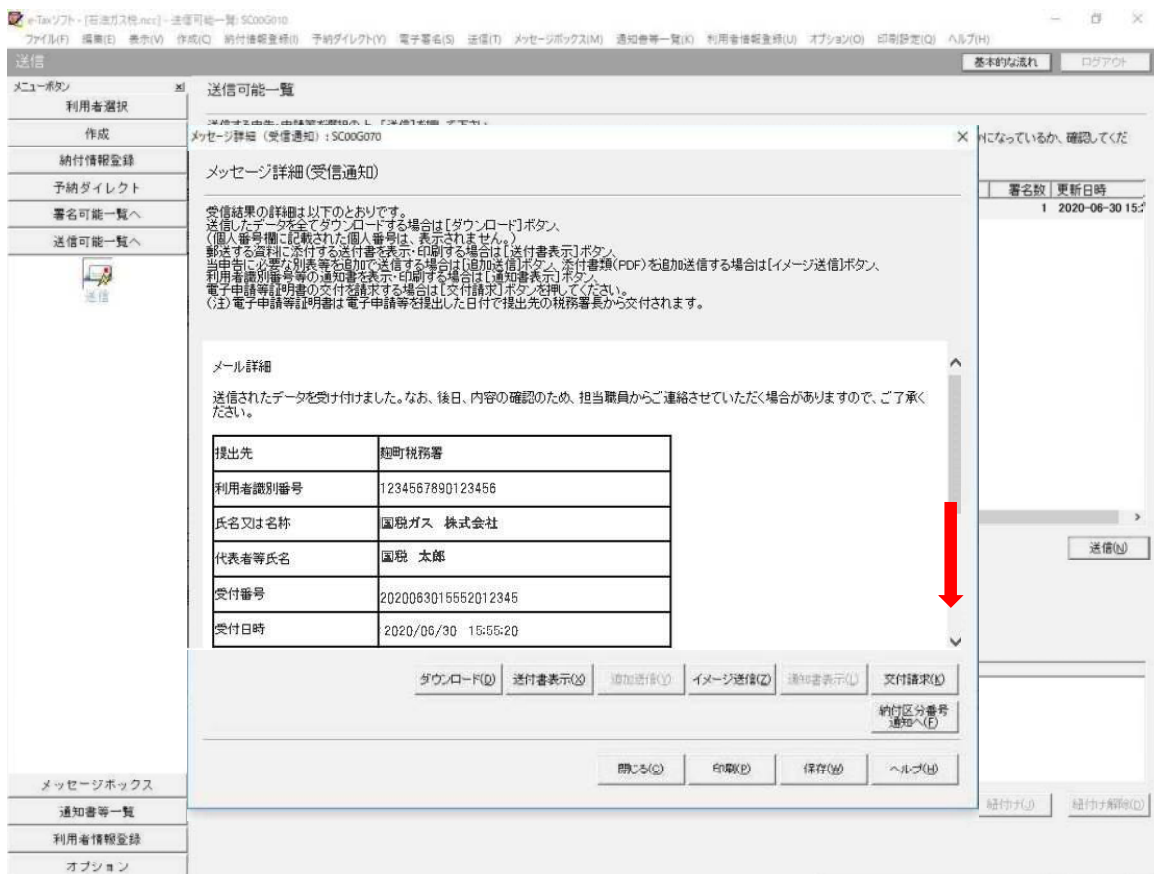 e-Taxソフト - [石油ガス税.ncc] - 送信可能一覧: SC00G010
ファイル(F) 編集(E) 表示(V) 作成(C) 納付情報登録(I) 予納ダイレクト(Y) 電子署名(S) 送信(T) メッセージボックス(M) 通知書等一覧(K) 利用者情報登録(U) オプション(O) 印刷設定(Q) ヘルプ(H)
送信
基本的な流れ
ログアウト
メニューボタン
利用者選択
作成
納付情報登録
予納ダイレクト
署名可能一覧へ
送信可能一覧へ
送信
メッセージボックス
通知書等一覧
利用者情報登録
オプション
送信可能一覧
になっているか、確認してくだ
署名数 更新日時
1 2020-06-30 15:
送信(N)
紐付け(J)
紐付け解除(D)
メッセージ詳細（受信通知）: SC00G070
メッセージ詳細(受信通知)
受信結果の詳細は以下のとおりです。
送信したデータを全てダウンロードする場合は[ダウンロード]ボタン、
(個人番号欄に記載された個人番号は、表示されません。)
郵送する資料に添付する送付書を表示・印刷する場合は[送付書表示]ボタン、
当申告に必要な別表等を追加で送信する場合は[追加送信]ボタン、添付書類(PDF)を追加送信する場合は[イメージ送信]ボタン、
利用者識別番号等の通知書を表示・印刷する場合は[通知書表示]ボタン、
電子申請等証明書の交付を請求する場合は[交付請求]ボタンを押してください。
(注)電子申請等証明書は電子申請等を提出した日付で提出先の税務署長から交付されます。
メール詳細
送信されたデータを受け付けました。なお、後日、内容の確認のため、担当職員からご連絡させていただく場合がありますので、ご了承く
ださい。
提出先 麹町税務署
利用者識別番号 1234567890123456
氏名又は名称 国税ガス 株式会社
代表者等氏名 国税 太郎
受付番号 2020063015552012345
受付日時 2020/06/30 15:55:20
ダウンロード(D) 送付書表示(X) 追加送信(Y) イメージ送信(Z) 通知書表示(L) 交付請求(K)
納付区分番号
通知へ(F)
閉じる(C) 印刷(P) 保存(W) ヘルプ(H)